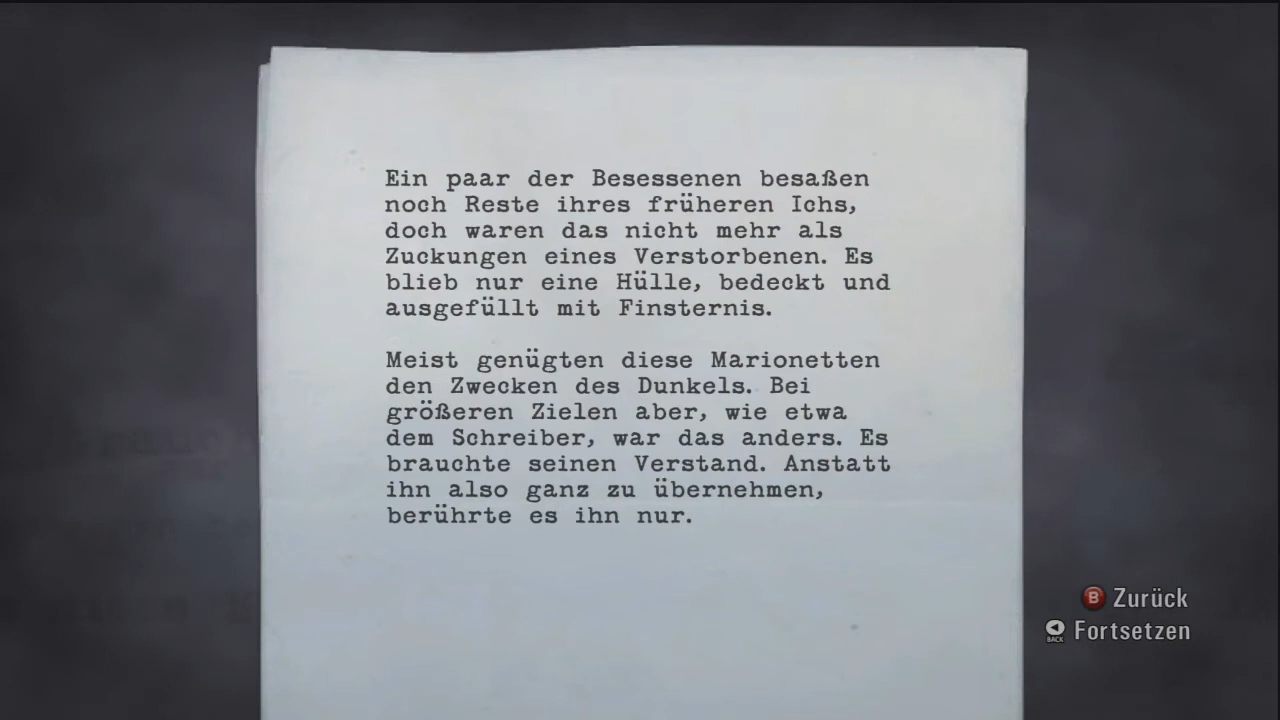 Ein paar der Besessenen besaßen
noch Reste ihres früheren Ichs,
doch waren das nicht mehr als
Zuckungen eines Verstorbenen. Es
blieb nur eine Hülle, bedeckt und
ausgefüllt mit Finsternis.
Meist genügten diese Marionetten
den Zwecken des Dunkels. Bei
größeren Zielen aber, wie etwa
dem Schreiber, war das anders. Es
brauchte seinen Verstand. Anstatt
ihn also ganz zu übernehmen,
berührte es ihn nur.
B Zurück
BACK Fortsetzen